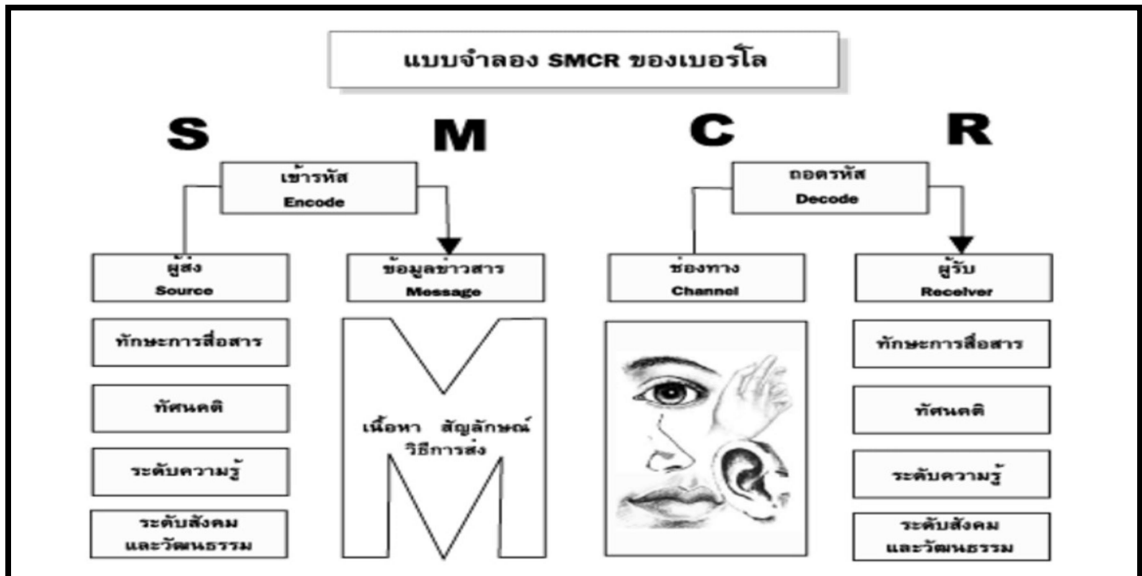 แบบจำลอง SMCR ของเบอร์โล
S
M
C
R
เข้ารหัส
Encode
ถอดรหัส
Decode
ผู้ส่ง
Source
ข้อมูลข่าวสาร
Message
ช่องทาง
Channel
ผู้รับ
Receiver
ทักษะการสื่อสาร
ทัศนคติ
ระดับความรู้
ระดับสังคม
และวัฒนธรรม
เนื้อหา สัญลักษณ์
วิธีการส่ง
ทักษะการสื่อสาร
ทัศนคติ
ระดับความรู้
ระดับสังคม
และวัฒนธรรม